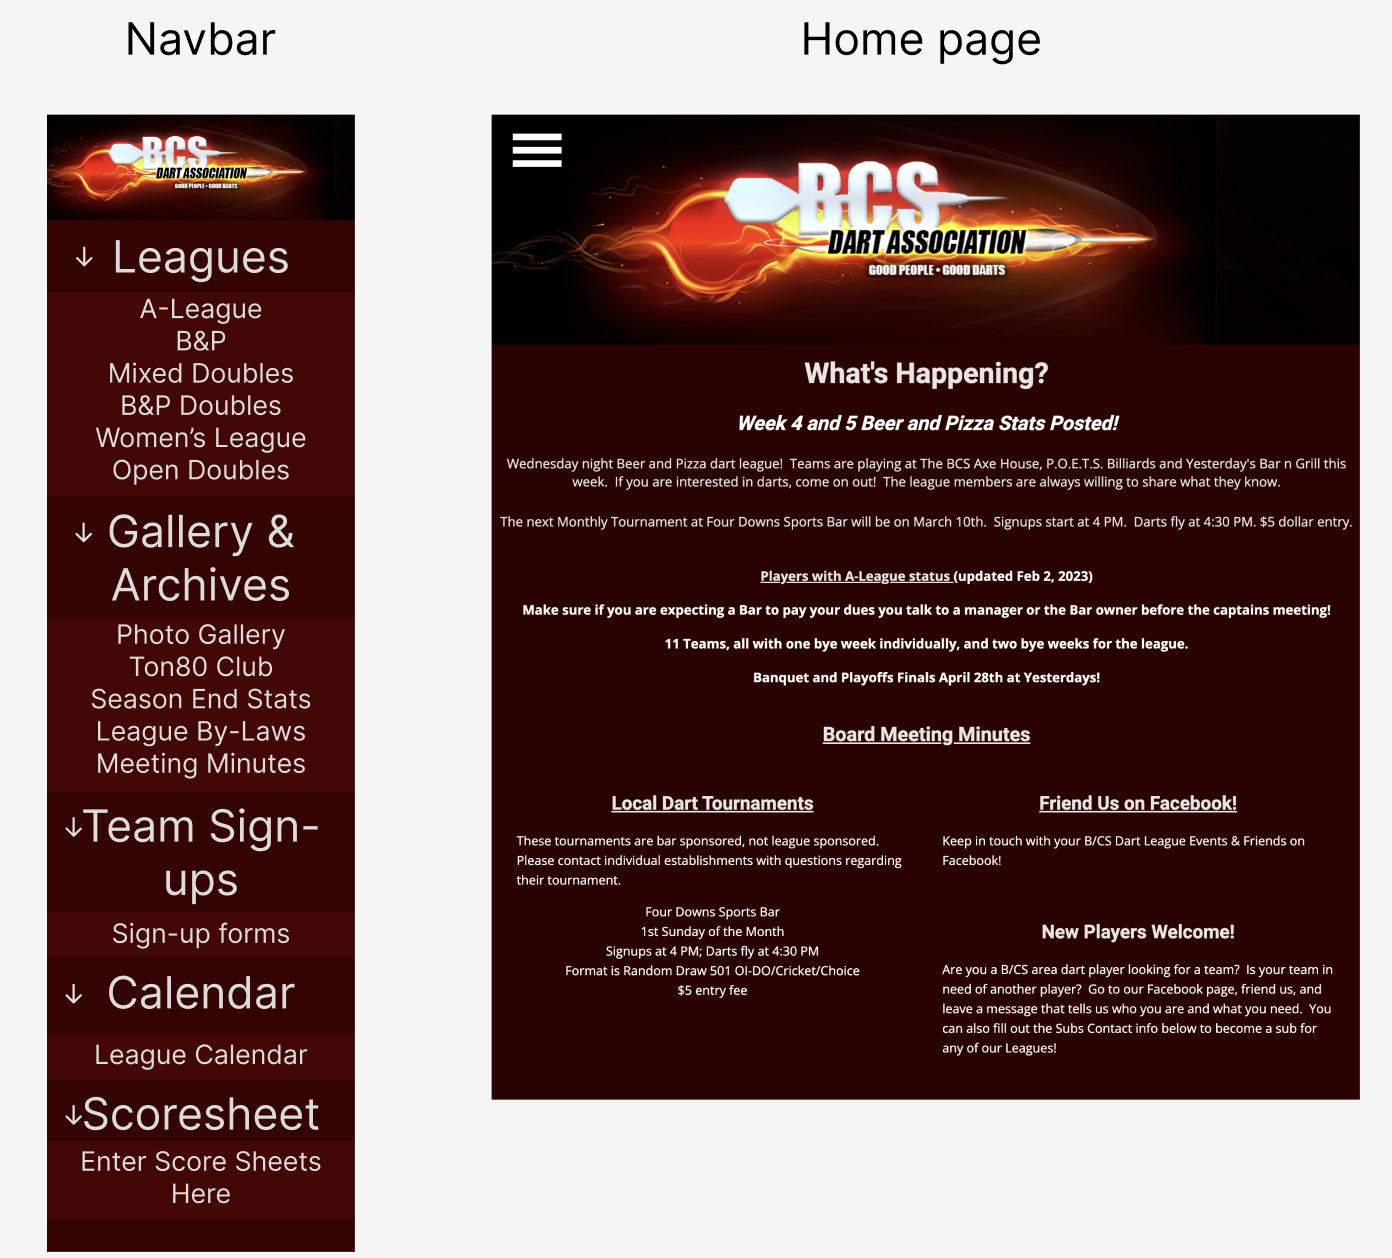 Navbar
Home page
BCS
DART ASSOCIATION
GOOD PEOPLE • GOOD DARTS
↓ Leagues
A-League
B&P
Mixed Doubles
B&P Doubles
Women’s League
Open Doubles
↓ Gallery &
Archives
Photo Gallery
Ton80 Club
Season End Stats
League By-Laws
Meeting Minutes
↓Team Sign-
ups
Sign-up forms
↓ Calendar
League Calendar
↓Scoresheet
Enter Score Sheets
Here
BCS
DART ASSOCIATION
GOOD PEOPLE • GOOD DARTS
What's Happening?
Week 4 and 5 Beer and Pizza Stats Posted!
Wednesday night Beer and Pizza dart league!  Teams are playing at The BCS Axe House, P.O.E.T.S. Billiards and Yesterday's Bar n Grill this
week.  If you are interested in darts, come on out!  The league members are always willing to share what they know.
The next Monthly Tournament at Four Downs Sports Bar will be on March 10th.  Signups start at 4 PM.  Darts fly at 4:30 PM. $5 dollar entry.
Players with A-League status (updated Feb 2, 2023)
Make sure if you are expecting a Bar to pay your dues you talk to a manager or the Bar owner before the captains meeting!
11 Teams, all with one bye week individually, and two bye weeks for the league.
Banquet and Playoffs Finals April 28th at Yesterdays!
Board Meeting Minutes
Local Dart Tournaments
These tournaments are bar sponsored, not league sponsored.
Please contact individual establishments with questions regarding
their tournament.
Four Downs Sports Bar
1st Sunday of the Month
Signups at 4 PM; Darts fly at 4:30 PM
Format is Random Draw 501 OI-DO/Cricket/Choice
$5 entry fee
Friend Us on Facebook!
Keep in touch with your B/CS Dart League Events & Friends on
Facebook!
New Players Welcome!
Are you a B/CS area dart player looking for a team?  Is your team in
need of another player?  Go to our Facebook page, friend us, and
leave a message that tells us who you are and what you need.  You
can also fill out the Subs Contact info below to become a sub for
any of our Leagues!